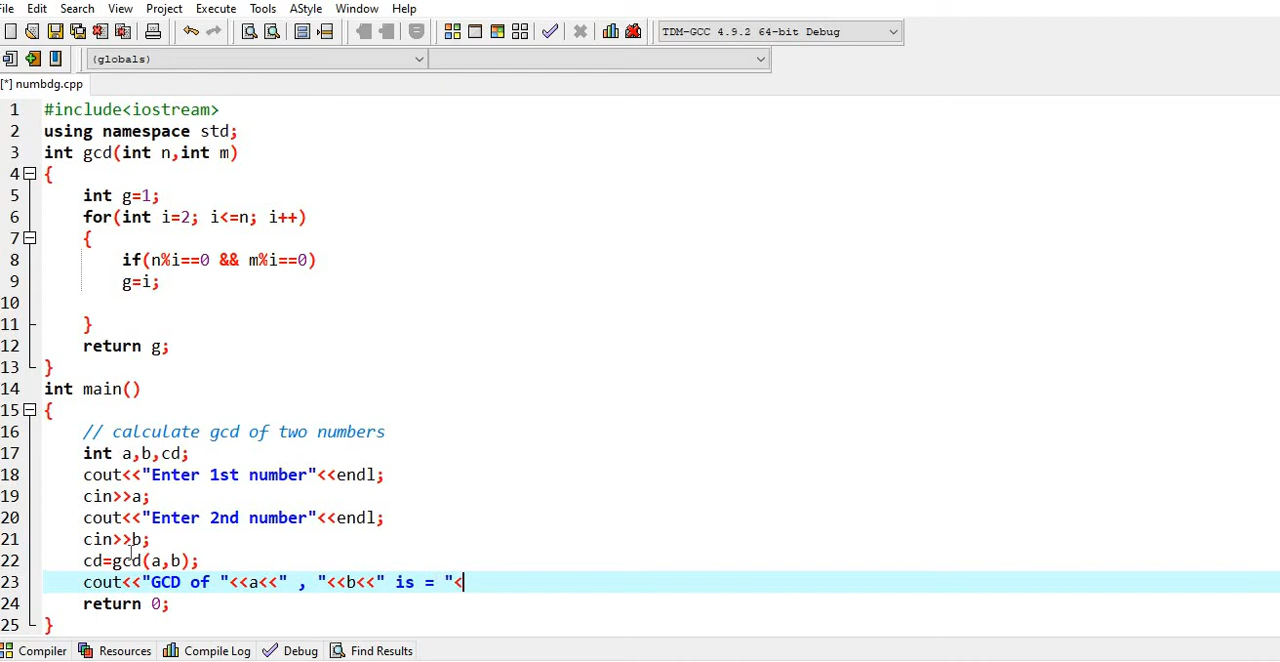 File Edit Search View Project Execute Tools AStyle Window Help
TDM-GCC 4.9.2 64-bit Debug
(globals)
[*] numbdg.cpp
1 #include<iostream>
2 using namespace std;
3 int gcd(int n,int m)
4 {
5 int g=1;
6 for(int i=2; i<=n; i++)
7 {
8 if(n%i==0 && m%i==0)
9 g=i;
10
11 }
12 return g;
13 }
14 int main()
15 {
16 // calculate gcd of two numbers
17 int a,b,cd;
18 cout<<"Enter 1st number"<<endl;
19 cin>>a;
20 cout<<"Enter 2nd number"<<endl;
21 cin>>b;
22 cd=gcd(a,b);
23 cout<<"GCD of "<<a<<" , "<<b<<" is = "<
24 return 0;
25 }
Compiler Resources Compile Log Debug Find Results